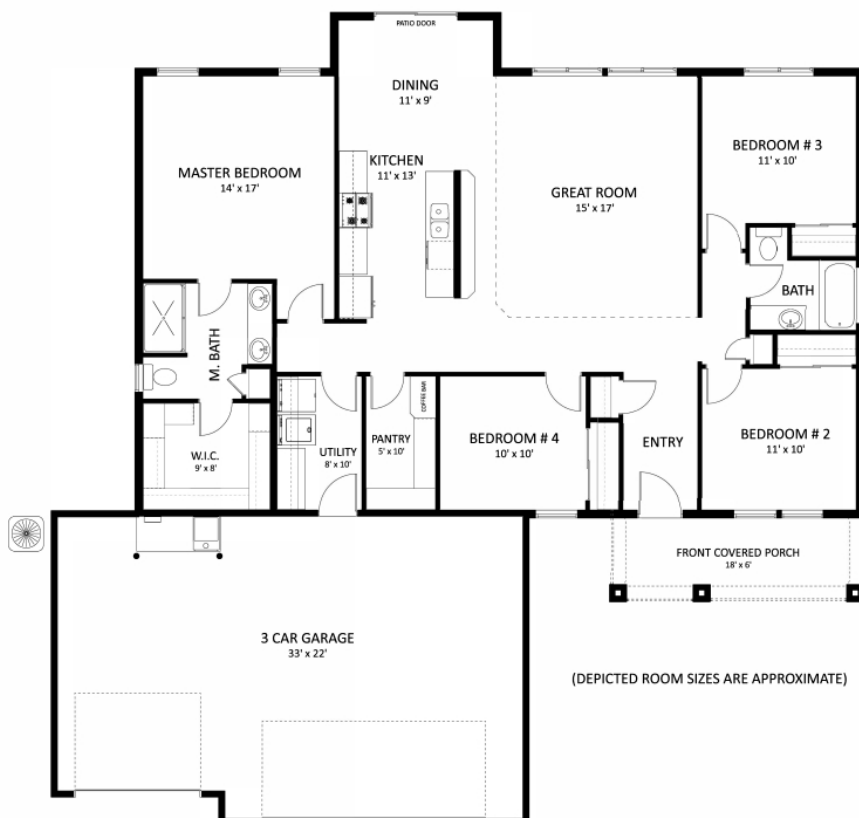 PATIO DOOR
DINING
11' x 9'
MASTER BEDROOM
14' x 17'
KITCHEN
11' x 13'
GREAT ROOM
15' x 17'
BEDROOM # 3
11' x 10'
BATH
M. BATH
W.I.C.
9' x 8'
UTILITY
8' x 10'
PANTRY
5' x 10'
COFFEE BAR
BEDROOM # 4
10' x 10'
ENTRY
BEDROOM # 2
11' x 10'
FRONT COVERED PORCH
18' x 6'
3 CAR GARAGE
33' x 22'
(DEPICTED ROOM SIZES ARE APPROXIMATE)